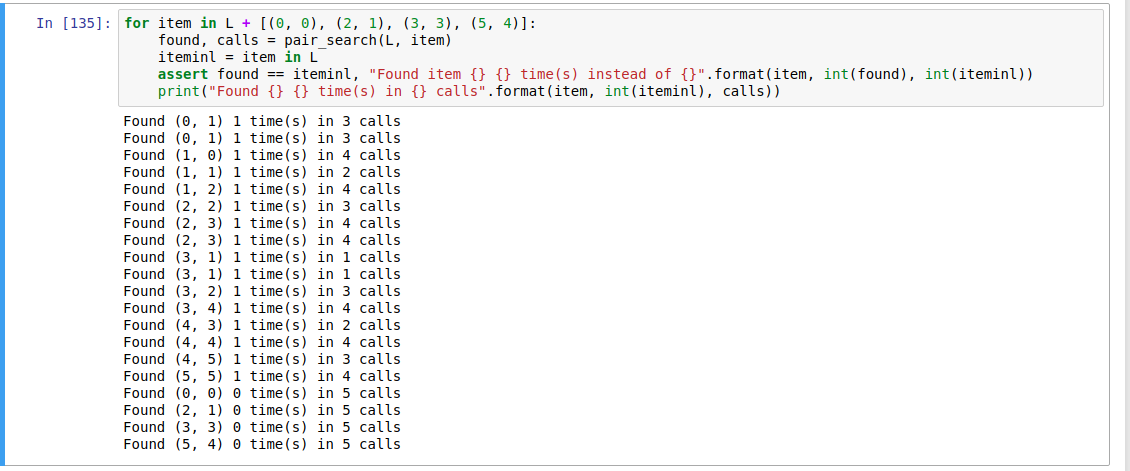 In [135]: for item in L + [(0, 0), (2, 1), (3, 3), (5, 4)]:
    found, calls = pair_search(L, item)
    iteminl = item in L
    assert found == iteminl, "Found item {} {} time(s) instead of {}".format(item, int(found), int(iteminl))
    print("Found {} {} time(s) in {} calls".format(item, int(iteminl), calls))
Found (0, 1) 1 time(s) in 3 calls
Found (0, 1) 1 time(s) in 3 calls
Found (1, 0) 1 time(s) in 4 calls
Found (1, 1) 1 time(s) in 2 calls
Found (1, 2) 1 time(s) in 4 calls
Found (2, 2) 1 time(s) in 3 calls
Found (2, 3) 1 time(s) in 4 calls
Found (2, 3) 1 time(s) in 4 calls
Found (3, 1) 1 time(s) in 1 calls
Found (3, 1) 1 time(s) in 1 calls
Found (3, 2) 1 time(s) in 3 calls
Found (3, 4) 1 time(s) in 4 calls
Found (4, 3) 1 time(s) in 2 calls
Found (4, 4) 1 time(s) in 4 calls
Found (4, 5) 1 time(s) in 3 calls
Found (5, 5) 1 time(s) in 4 calls
Found (0, 0) 0 time(s) in 5 calls
Found (2, 1) 0 time(s) in 5 calls
Found (3, 3) 0 time(s) in 5 calls
Found (5, 4) 0 time(s) in 5 calls